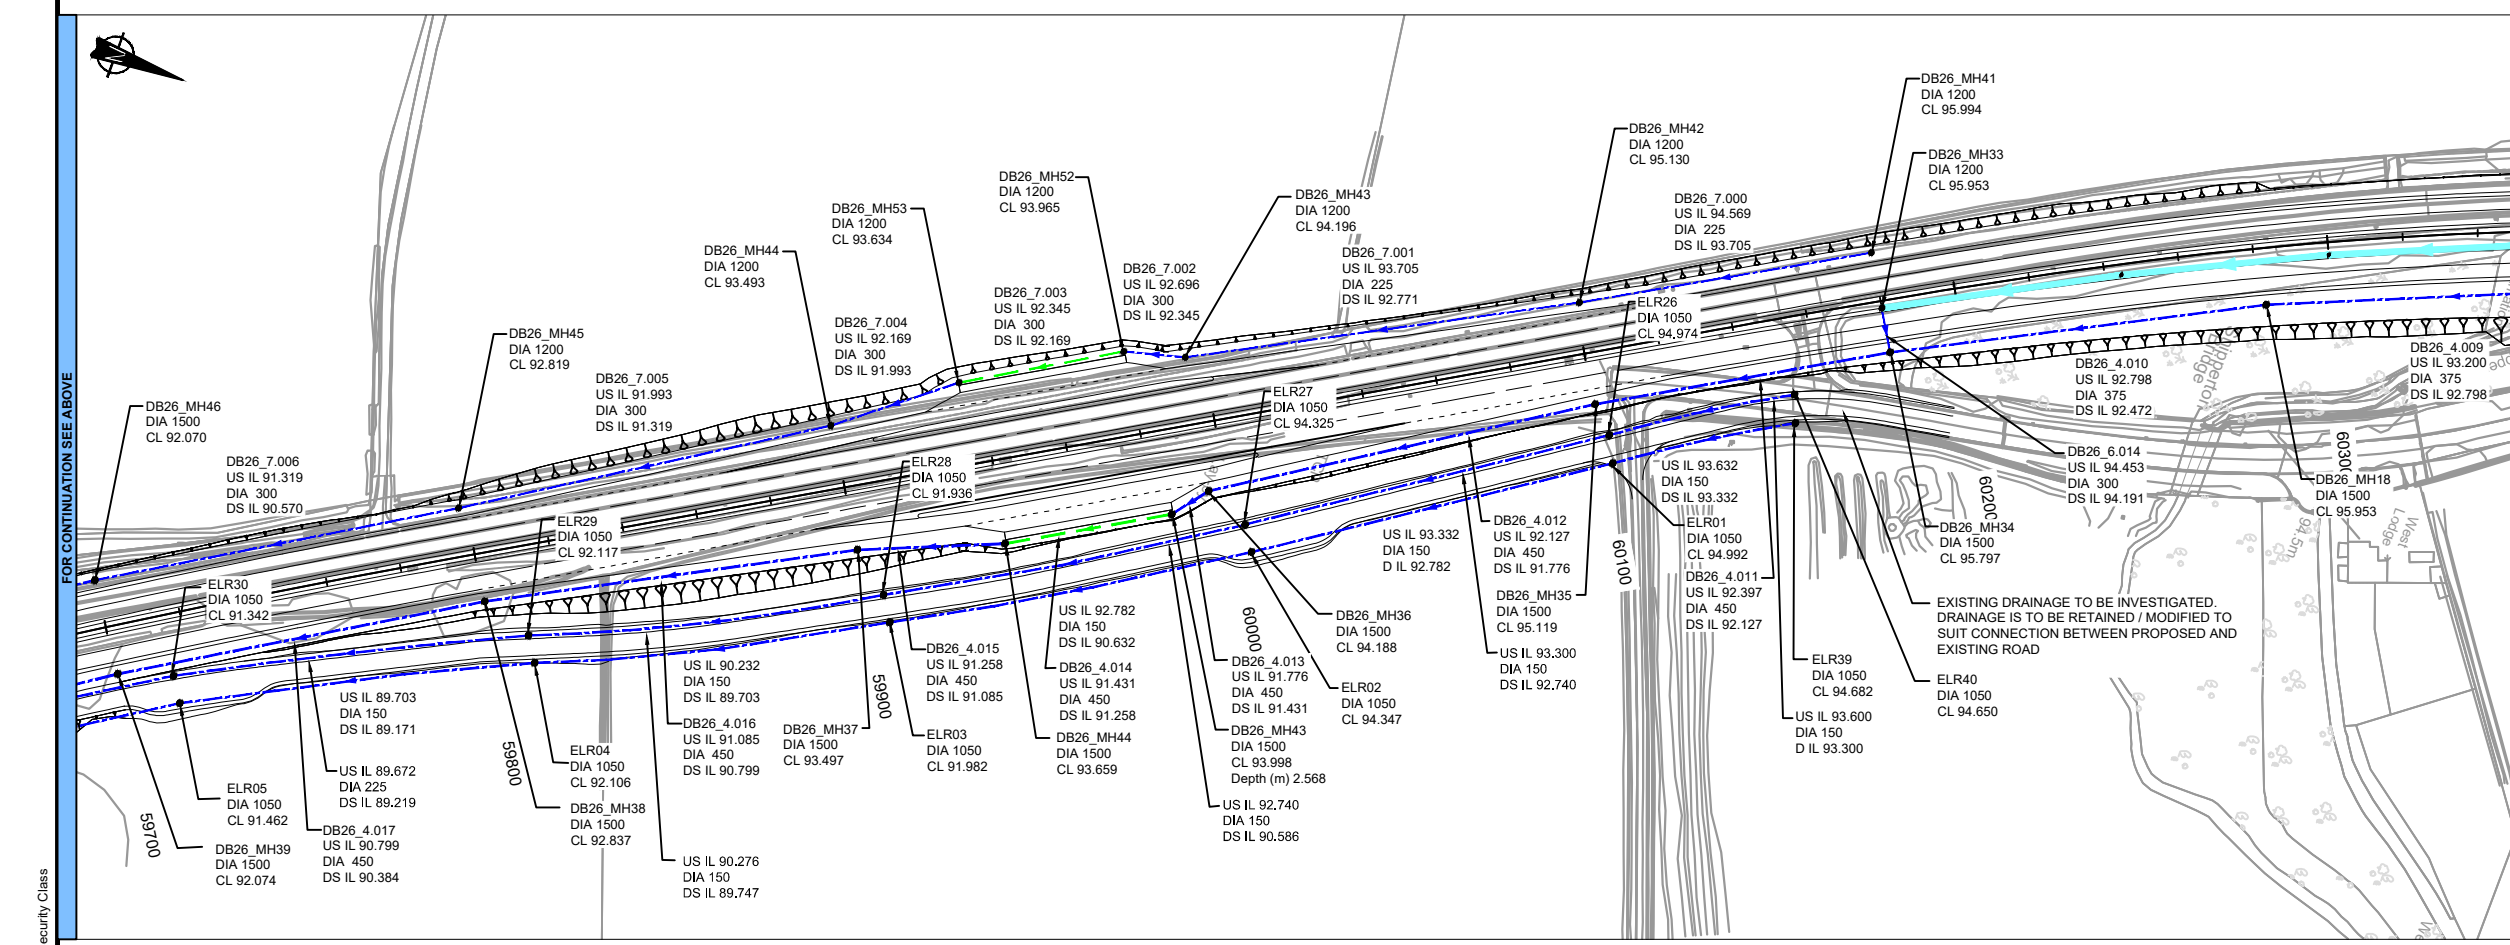 FOR CONTINUATION SEE ABOVE
ecurity Class
DB26_MH46
DIA 1500
CL 92.070
DB26_7.006
US IL 91.319
DIA 300
DS IL 90.570
DB26_MH45
DIA 1200
CL 92.819
DB26_7.005
US IL 91.993
DIA 300
DS IL 91.319
DB26_MH44
DIA 1200
CL 93.493
DB26_MH53
DIA 1200
CL 93.634
DB26_7.004
US IL 92.169
DIA 300
DS IL 91.993
DB26_MH52
DIA 1200
CL 93.965
DB26_7.003
US IL 92.345
DIA 300
DS IL 92.169
DB26_7.002
US IL 92.696
DIA 300
DS IL 92.345
DB26_MH43
DIA 1200
CL 94.196
DB26_7.001
US IL 93.705
DIA 225
DS IL 92.771
DB26_MH42
DIA 1200
CL 95.130
DB26_7.000
US IL 94.569
DIA 225
DS IL 93.705
DB26_MH41
DIA 1200
CL 95.994
DB26_MH33
DIA 1200
CL 95.953
ELR26
DIA 1050
CL 94.974
ELR27
DIA 1050
CL 94.325
ELR28
DIA 1050
CL 91.936
ELR29
DIA 1050
CL 92.117
ELR30
DIA 1050
CL 91.342
DB26_4.009
US IL 93.200
DIA 375
DS IL 92.798
DB26_4.010
US IL 92.798
DIA 375
DS IL 92.472
DB26_6.014
US IL 94.453
DIA 300
DS IL 94.191
DB26_MH18
DIA 1500
CL 95.953
DB26_MH34
DIA 1500
CL 95.797
EXISTING DRAINAGE TO BE INVESTIGATED.
DRAINAGE IS TO BE RETAINED / MODIFIED TO
SUIT CONNECTION BETWEEN PROPOSED AND
EXISTING ROAD
ELR40
DIA 1050
CL 94.650
ELR39
DIA 1050
CL 94.682
US IL 93.600
DIA 150
D IL 93.300
US IL 93.632
DIA 150
DS IL 93.332
ELR01
DIA 1050
CL 94.992
DB26_4.011
US IL 92.397
DIA 450
DS IL 92.127
DB26_4.012
US IL 92.127
DIA 450
DS IL 91.776
DB26_MH35
DIA 1500
CL 95.119
US IL 93.300
DIA 150
DS IL 92.740
US IL 93.332
DIA 150
D IL 92.782
DB26_MH36
DIA 1500
CL 94.188
ELR02
DIA 1050
CL 94.347
DB26_4.013
US IL 91.776
DIA 450
DS IL 91.431
DB26_MH43
DIA 1500
CL 93.998
Depth (m) 2.568
US IL 92.740
DIA 150
DS IL 90.586
US IL 92.782
DIA 150
DS IL 90.632
DB26_4.014
US IL 91.431
DIA 450
DS IL 91.258
DB26_MH44
DIA 1500
CL 93.659
DB26_4.015
US IL 91.258
DIA 450
DS IL 91.085
ELR03
DIA 1050
CL 91.982
DB26_MH37
DIA 1500
CL 93.497
US IL 90.232
DIA 150
DS IL 89.703
DB26_4.016
US IL 91.085
DIA 450
DS IL 90.799
US IL 90.276
DIA 150
DS IL 89.747
ELR04
DIA 1050
CL 92.106
DB26_MH38
DIA 1500
CL 92.837
US IL 89.703
DIA 150
DS IL 89.171
US IL 89.672
DIA 225
DS IL 89.219
DB26_4.017
US IL 90.799
DIA 450
DS IL 90.384
ELR05
DIA 1050
CL 91.462
DB26_MH39
DIA 1500
CL 92.074
59700
59800
59900
60000
60100
60200
60300
Bridge
West
Lodge
94.5m